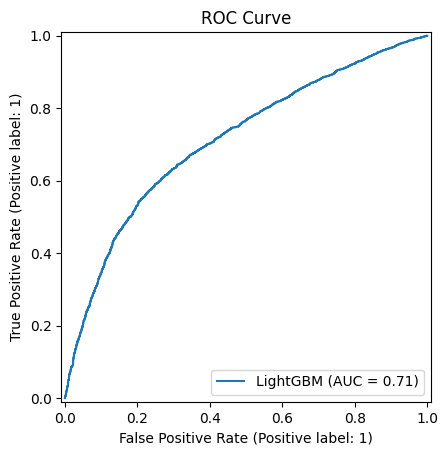 ROC Curve
True Positive Rate (Positive label: 1)
1.0
0.8
0.6
0.4
0.2
0.0
LightGBM (AUC = 0.71)
0.0 0.2 0.4 0.6 0.8 1.0
False Positive Rate (Positive label: 1)